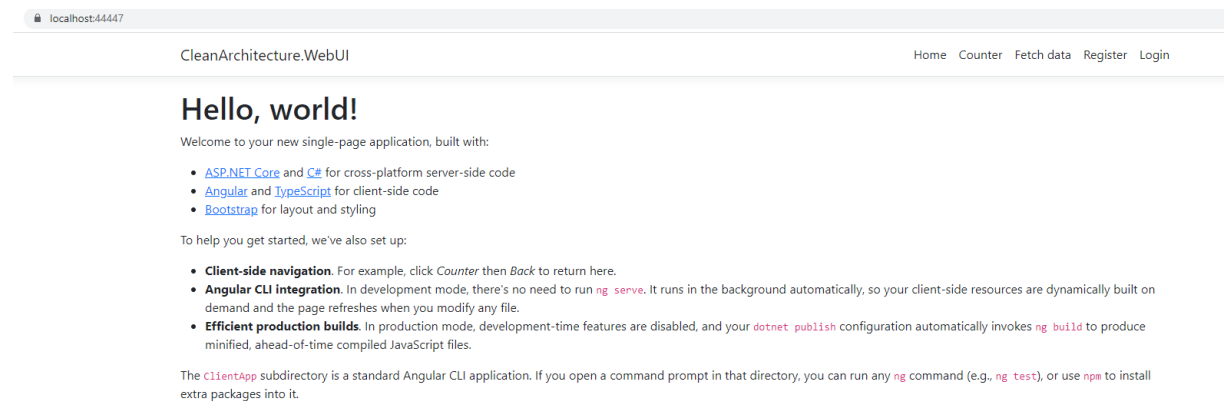 localhost:44447
CleanArchitecture.WebUI Home Counter Fetch data Register Login
Hello, world!
Welcome to your new single-page application, built with:
• ASP.NET Core and C# for cross-platform server-side code
• Angular and TypeScript for client-side code
• Bootstrap for layout and styling
To help you get started, we've also set up:
• Client-side navigation. For example, click Counter then Back to return here.
• Angular CLI integration. In development mode, there's no need to run ng serve. It runs in the background automatically, so your client-side resources are dynamically built on
demand and the page refreshes when you modify any file.
• Efficient production builds. In production mode, development-time features are disabled, and your dotnet publish configuration automatically invokes ng build to produce
minified, ahead-of-time compiled JavaScript files.
The ClientApp subdirectory is a standard Angular CLI application. If you open a command prompt in that directory, you can run any ng command (e.g., ng test), or use npm to install
extra packages into it.